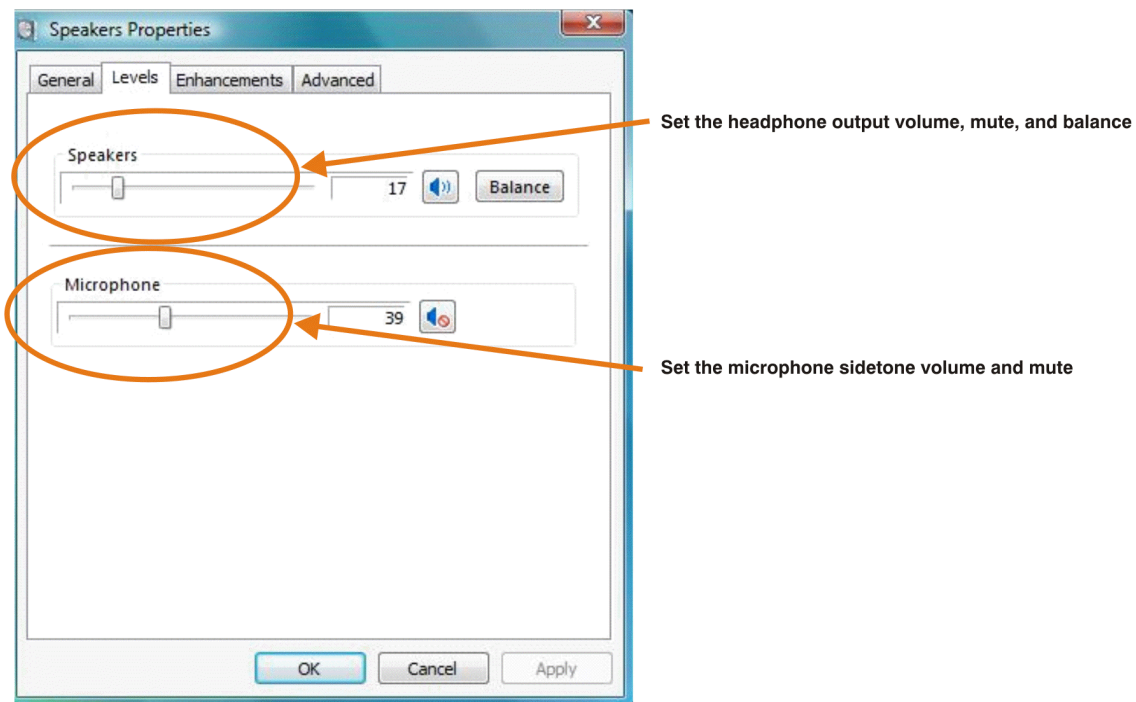 Speakers Properties
General Levels Enhancements Advanced
Set the headphone output volume, mute, and balance
Speakers
17 Balance
Microphone
39
Set the microphone sidetone volume and mute
OK Cancel Apply